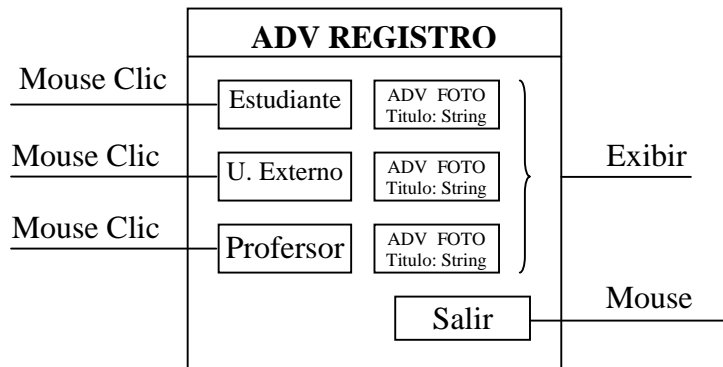 ADV REGISTRO
Mouse Clic
Estudiante
ADV FOTO
Titulo: String
Mouse Clic
U. Externo
ADV FOTO
Titulo: String
Exibir
Mouse Clic
Profersor
ADV FOTO
Titulo: String
Salir
Mouse